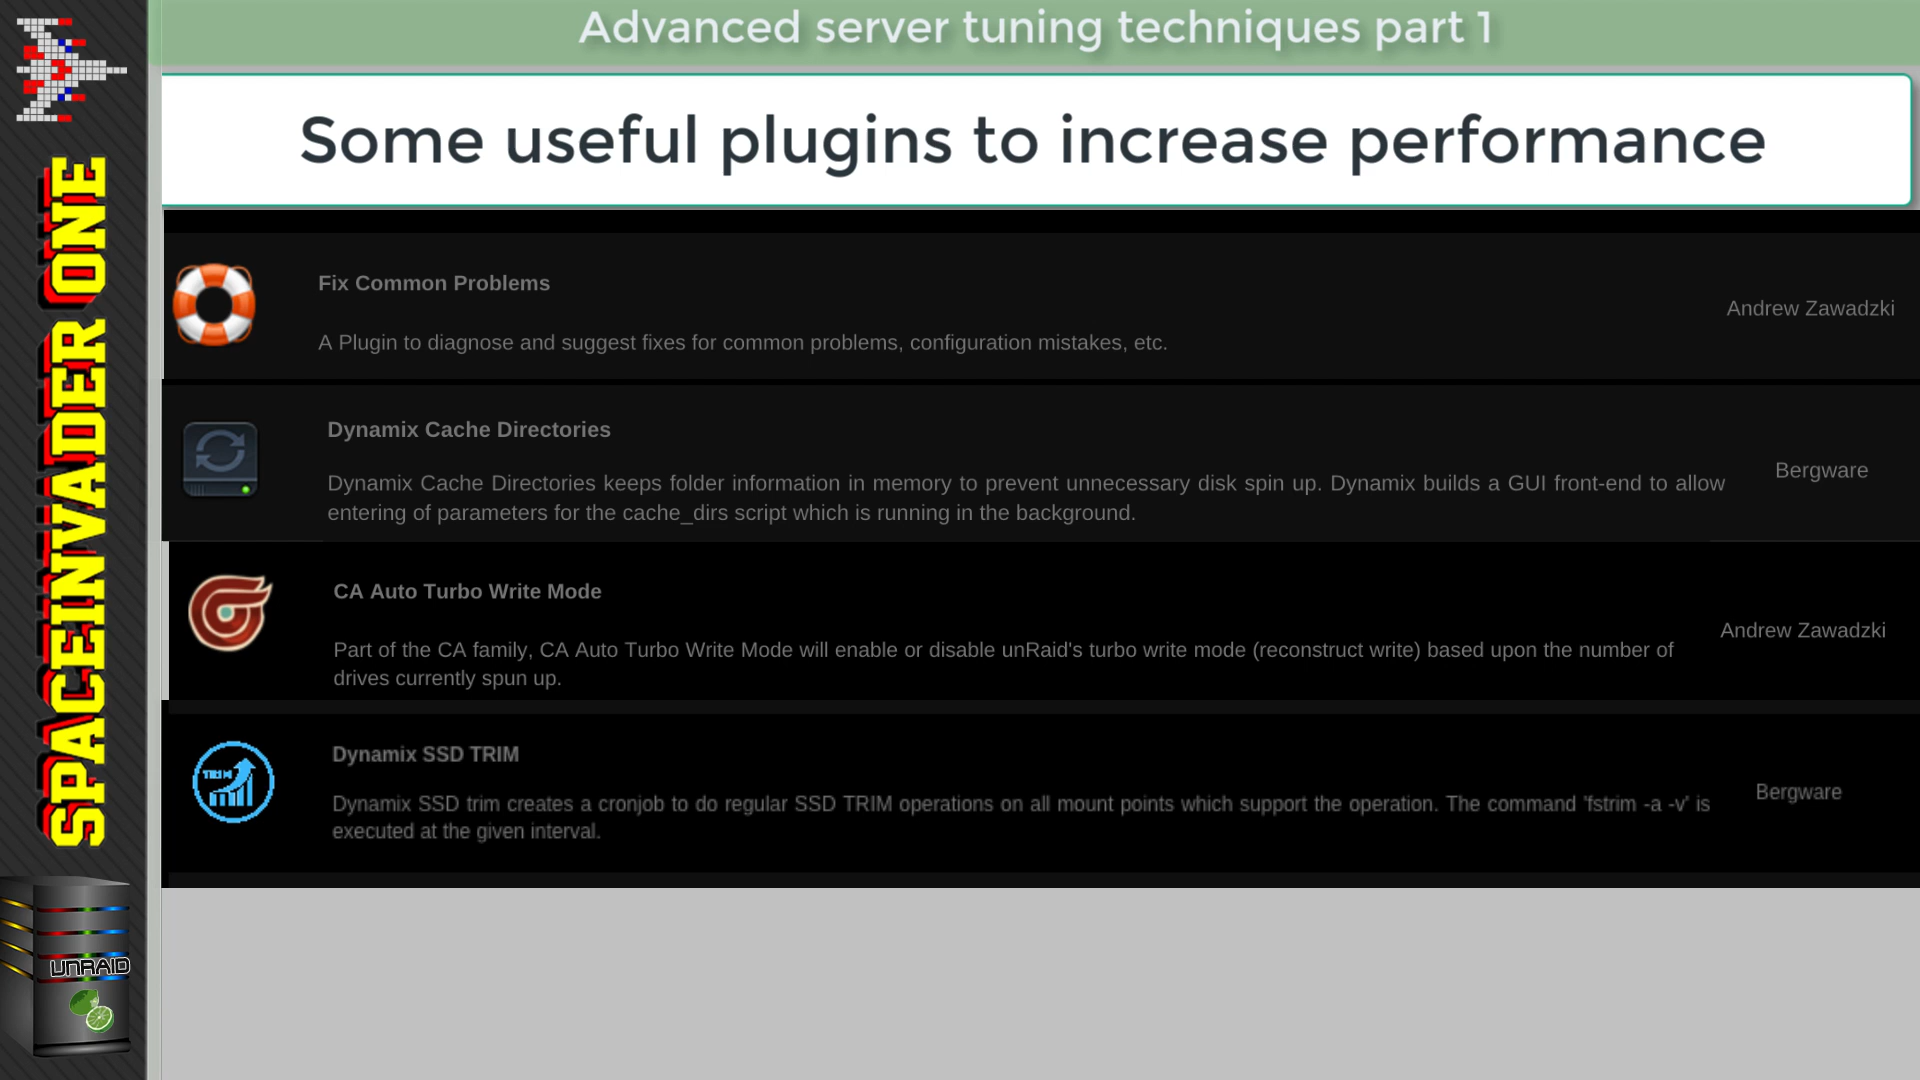 Advanced server tuning techniques part 1
Some useful plugins to increase performance
SPACEINVADER ONE
Fix Common Problems
Andrew Zawadzki
A Plugin to diagnose and suggest fixes for common problems, configuration mistakes, etc.
Dynamix Cache Directories
Bergware
Dynamix Cache Directories keeps folder information in memory to prevent unnecessary disk spin up. Dynamix builds a GUI front-end to allow
entering of parameters for the cache_dirs script which is running in the background.
CA Auto Turbo Write Mode
Andrew Zawadzki
Part of the CA family, CA Auto Turbo Write Mode will enable or disable unRaid's turbo write mode (reconstruct write) based upon the number of
drives currently spun up.
TRIM
Dynamix SSD TRIM
Bergware
Dynamix SSD trim creates a cronjob to do regular SSD TRIM operations on all mount points which support the operation. The command 'fstrim -a -v' is
executed at the given interval.
UNRAID